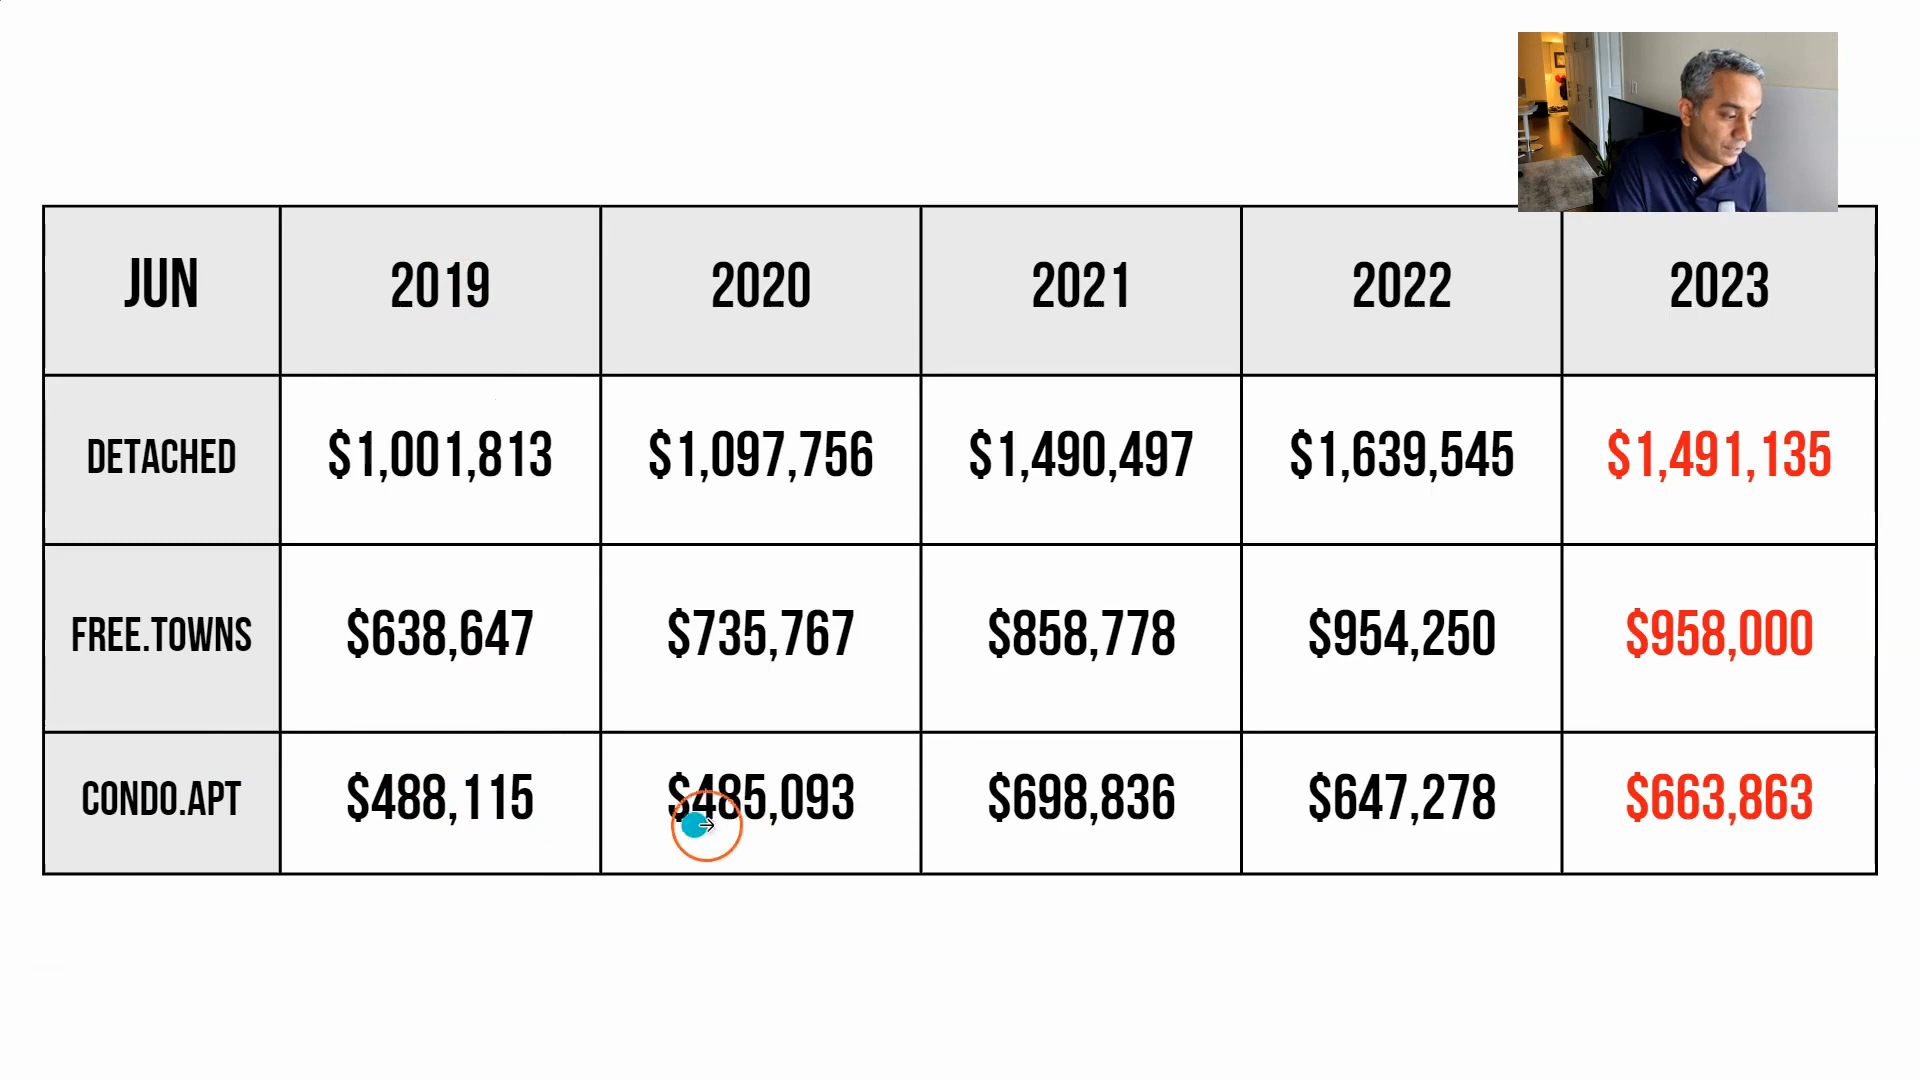 JUN 2019 2020 2021 2022 2023
DETACHED $1,001,813 $1,097,756 $1,490,497 $1,639,545 $1,491,135
FREE.TOWNS $638,647 $735,767 $858,778 $954,250 $958,000
CONDO.APT $488,115 $485,093 $698,836 $647,278 $663,863